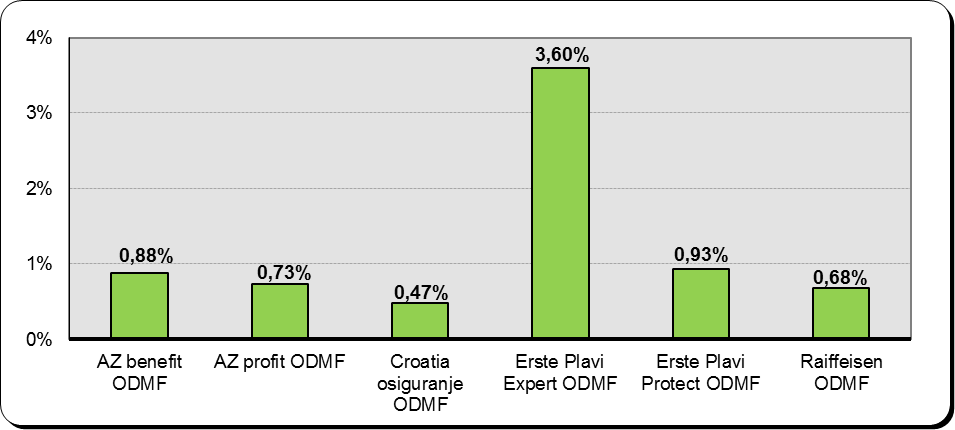 4%
3%
2%
1%
0%
0,88%
0,73%
0,47%
3,60%
0,93%
0,68%
AZ benefit
ODMF
AZ profit ODMF
Croatia
osiguranje
ODMF
Erste Plavi
Expert ODMF
Erste Plavi
Protect ODMF
Raiffeisen
ODMF